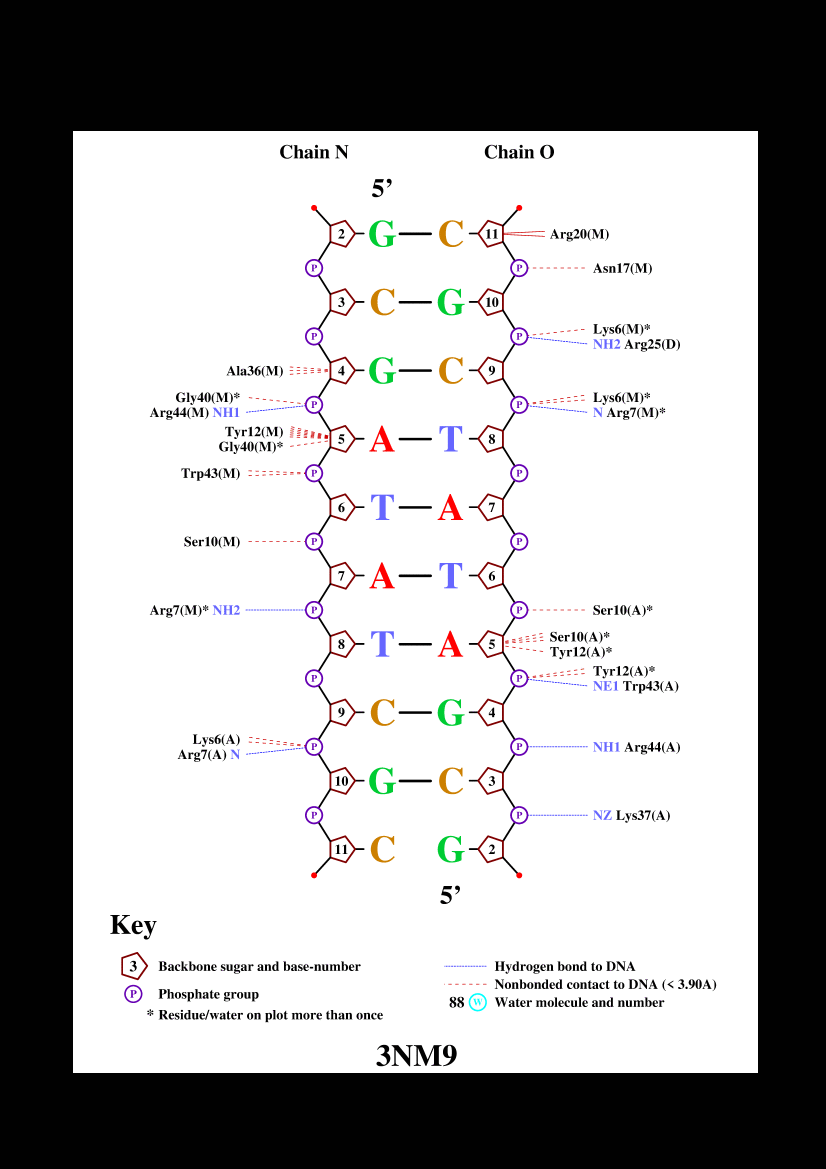 Chain N Chain O
5’
2 G C 11 Arg20(M)
P P Asn17(M)
3 C G 10
Lys6(M)*
P P NH2 Arg25(D)
Ala36(M) 4 G C 9
Gly40(M)* Lys6(M)*
Arg44(M) NH1 P P N Arg7(M)*
Tyr12(M) 5 A T 8
Gly40(M)*
Trp43(M) P P
6 T A 7
Ser10(M) P P
7 A T 6
Arg7(M)* NH2 P P Ser10(A)*
8 T A 5 Ser10(A)*
Tyr12(A)*
P P Tyr12(A)*
NE1 Trp43(A)
9 C G 4
Lys6(A) P P NH1 Arg44(A)
Arg7(A) N
10 G C 3
P P NZ Lys37(A)
11 C G 2
5’
Key
3 Backbone sugar and base-number
P Phosphate group
* Residue/water on plot more than once
Hydrogen bond to DNA
Nonbonded contact to DNA (< 3.90A)
88 W Water molecule and number
3NM9